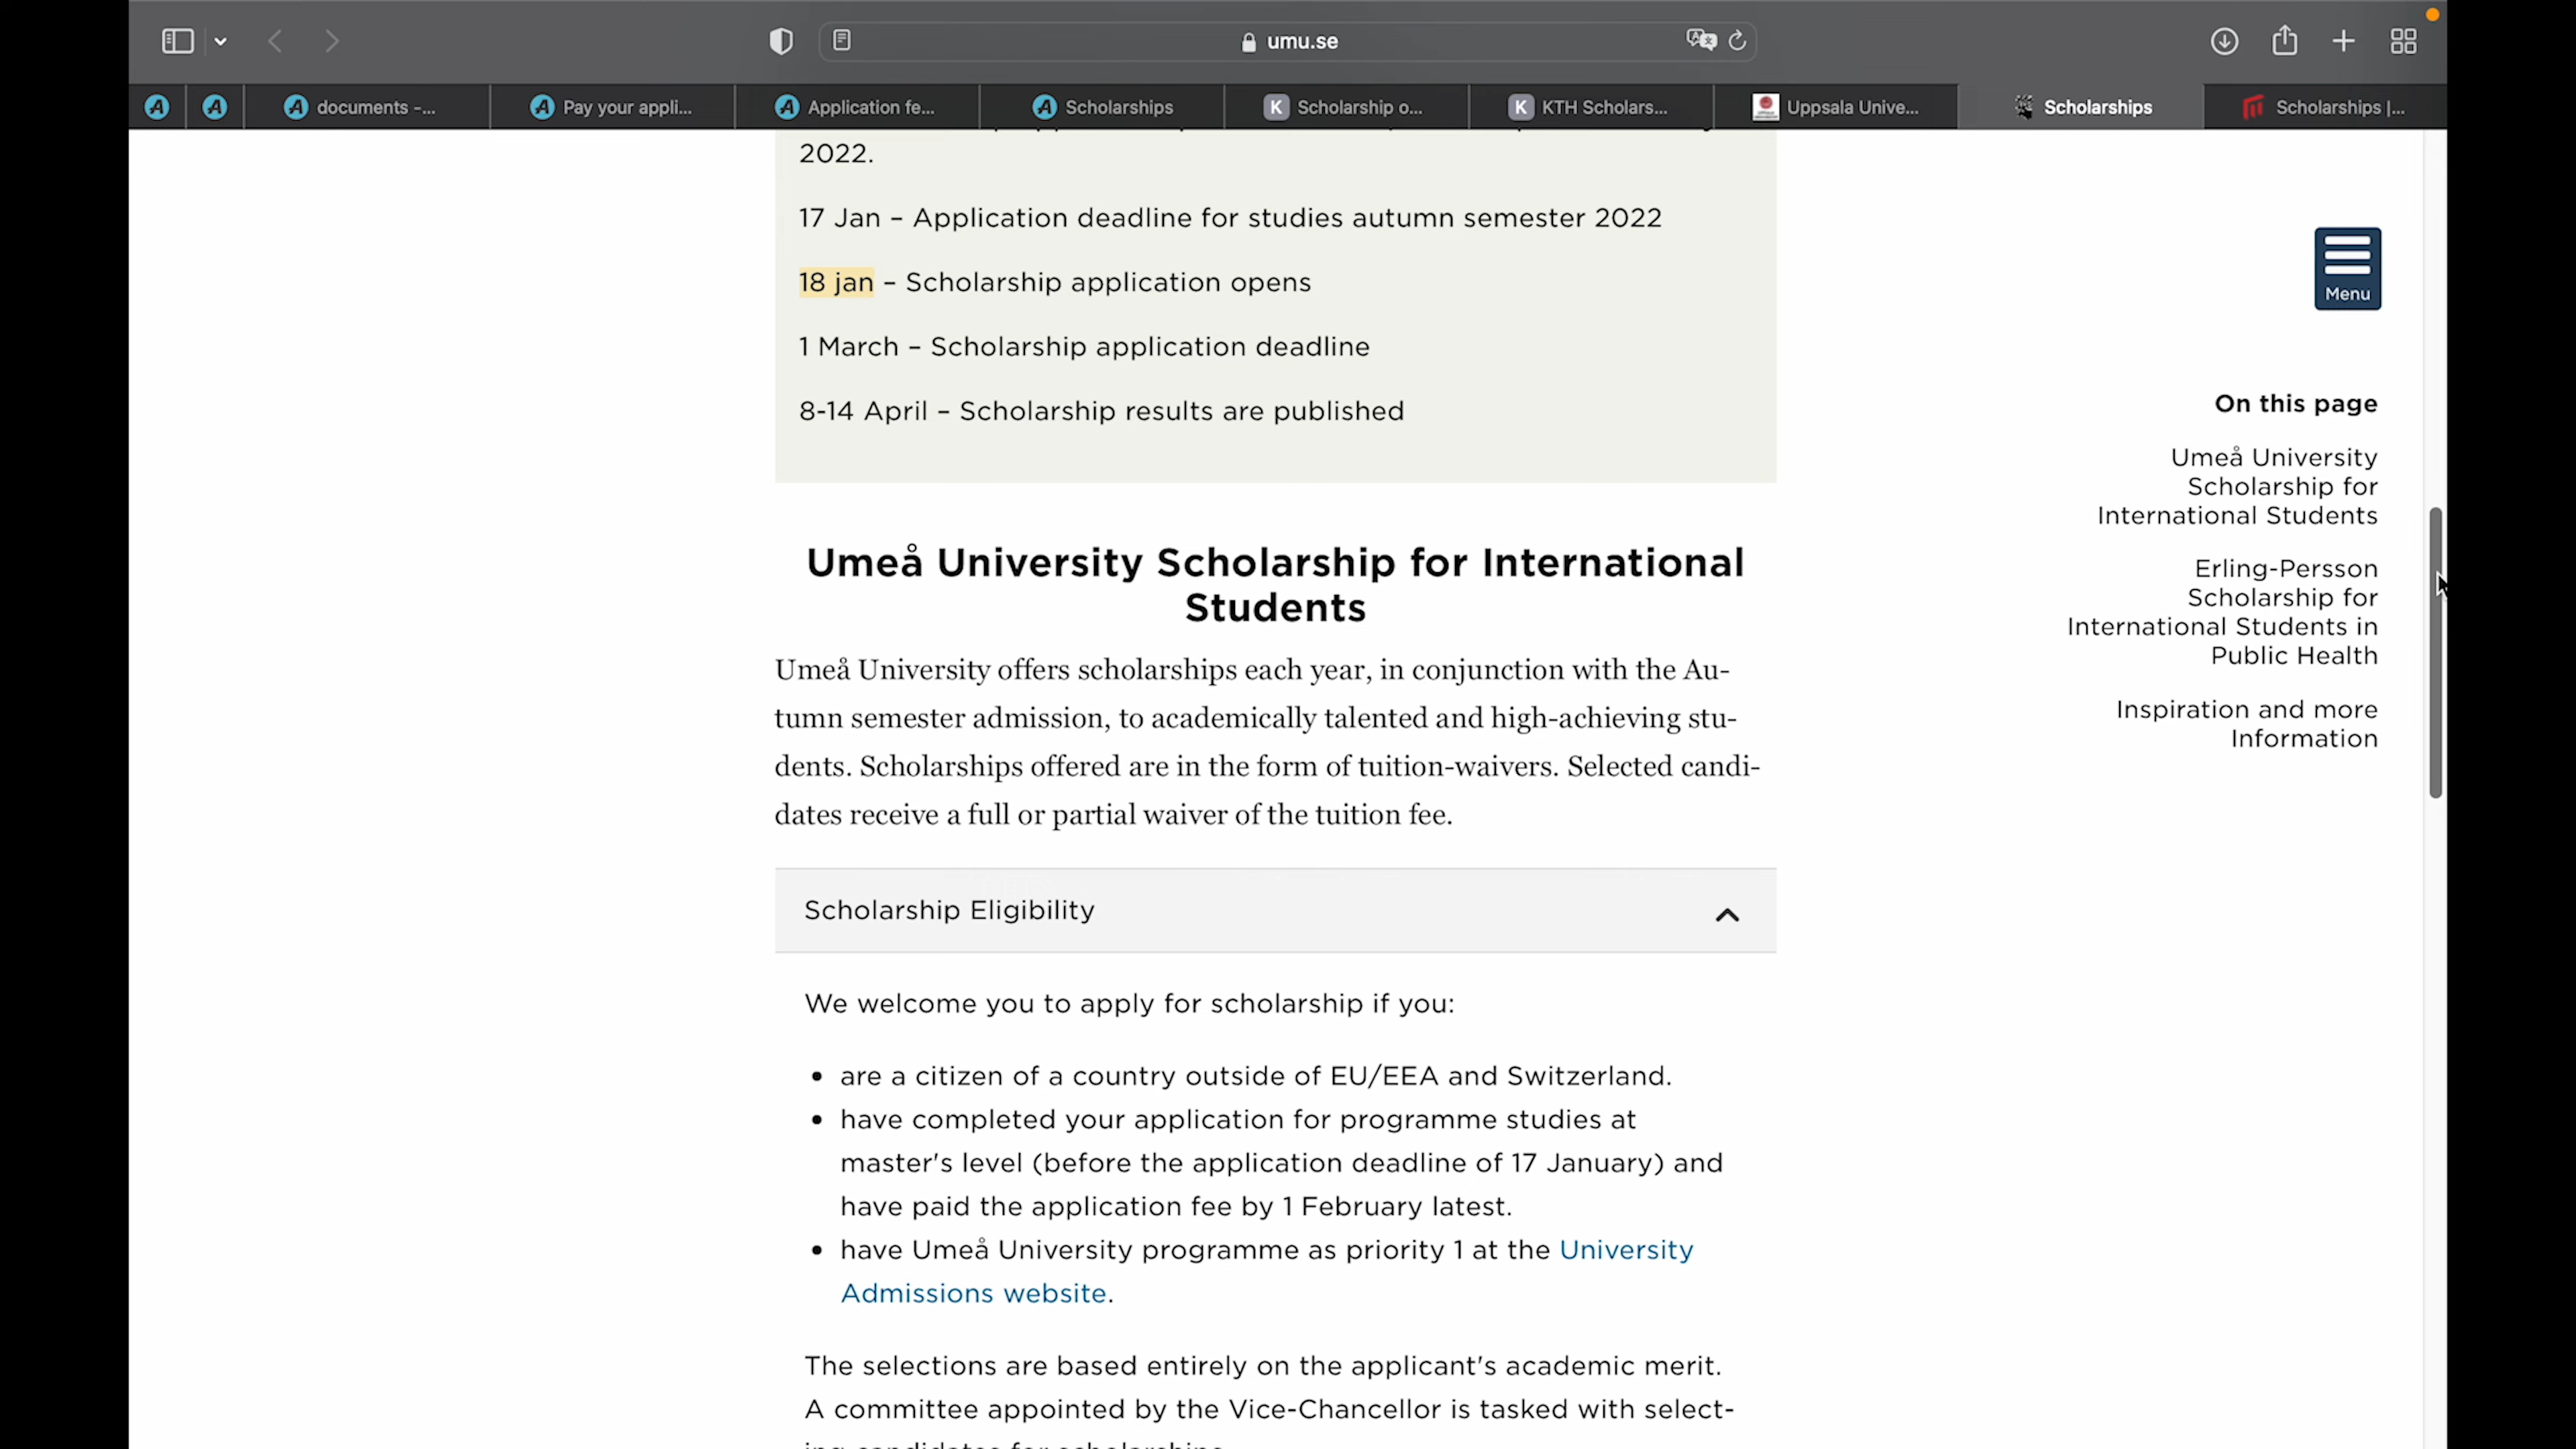 umu.se
documents -...
Pay your appli...
Application fe...
Scholarships
K
Scholarship o...
K
KTH Scholars...
Uppsala Unive...
Scholarships
Scholarships |...
2022.
17 Jan – Application deadline for studies autumn semester 2022
18 jan – Scholarship application opens
1 March – Scholarship application deadline
8-14 April – Scholarship results are published
Menu
On this page
Umeå University
Scholarship for
International Students
Erling-Persson
Scholarship for
International Students in
Public Health
Inspiration and more
Information
Umeå University Scholarship for International
Students
Umeå University offers scholarships each year, in conjunction with the Au-
tumn semester admission, to academically talented and high-achieving stu-
dents. Scholarships offered are in the form of tuition-waivers. Selected candi-
dates receive a full or partial waiver of the tuition fee.
Scholarship Eligibility
We welcome you to apply for scholarship if you:
• are a citizen of a country outside of EU/EEA and Switzerland.
• have completed your application for programme studies at
master's level (before the application deadline of 17 January) and
have paid the application fee by 1 February latest.
• have Umeå University programme as priority 1 at the University
Admissions website.
The selections are based entirely on the applicant's academic merit.
A committee appointed by the Vice-Chancellor is tasked with select-
ing candidates for scholarships.